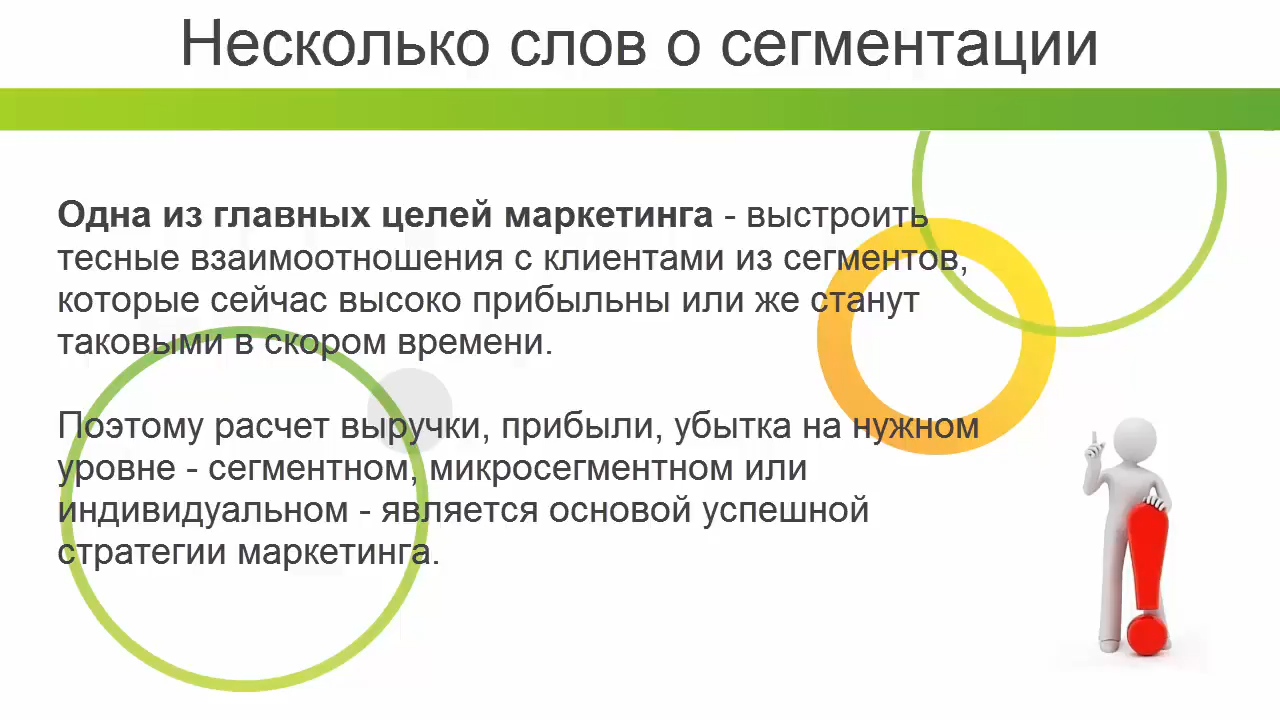 Несколько слов о сегментации
Одна из главных целей маркетинга - выстроить
тесные взаимоотношения с клиентами из сегментов,
которые сейчас высоко прибыльны или же станут
таковыми в скором времени.
Поэтому расчет выручки, прибыли, убытка на нужном
уровне - сегментном, микросегментном или
индивидуальном - является основой успешной
стратегии маркетинга.